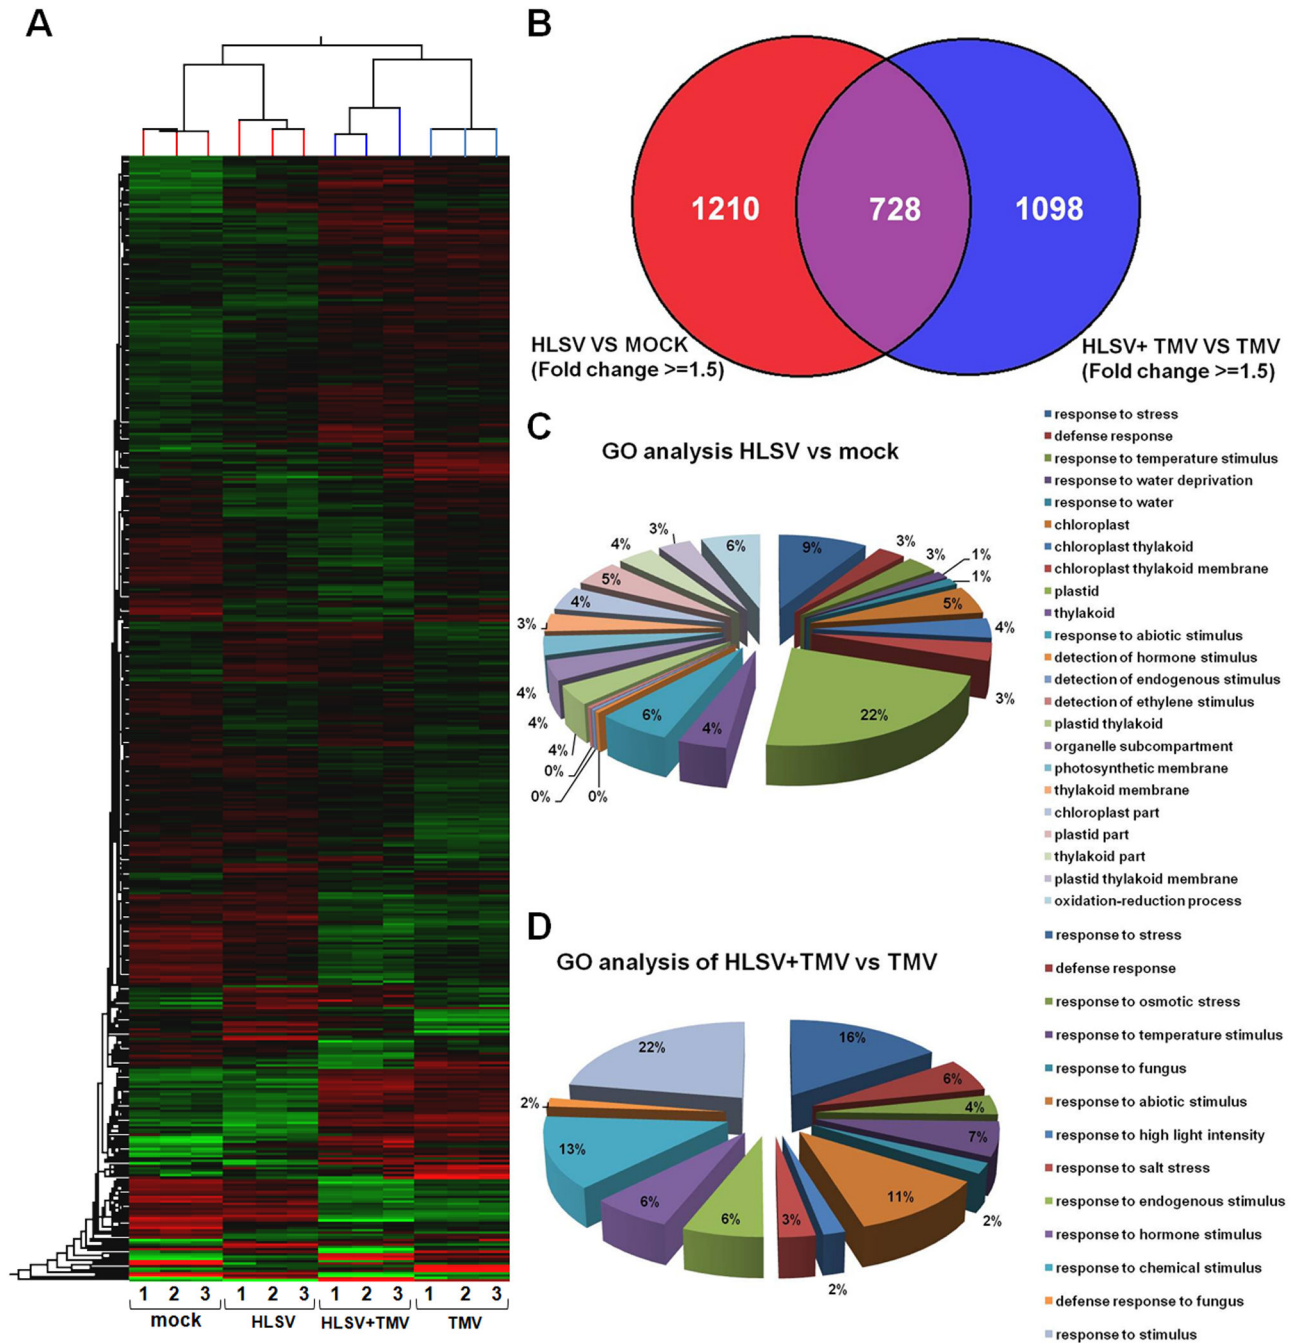 A
B
1210
728
1098
HLSV VS MOCK
(Fold change >=1.5)
HLSV+ TMV VS TMV
(Fold change >=1.5)
C
GO analysis HLSV vs mock
9%
3%
3%
1%
1%
5%
4%
3%
22%
4%
6%
0%
0%
0%
4%
4%
4%
3%
4%
5%
4%
3%
6%
response to stress
defense response
response to temperature stimulus
response to water deprivation
response to water
chloroplast
chloroplast thylakoid
chloroplast thylakoid membrane
plastid
thylakoid
response to abiotic stimulus
detection of hormone stimulus
detection of endogenous stimulus
detection of ethylene stimulus
plastid thylakoid
organelle subcompartment
photosynthetic membrane
thylakoid membrane
chloroplast part
plastid part
thylakoid part
plastid thylakoid membrane
oxidation-reduction process
D
GO analysis of HLSV+TMV vs TMV
16%
6%
4%
7%
2%
11%
2%
3%
6%
6%
13%
2%
22%
response to stress
defense response
response to osmotic stress
response to temperature stimulus
response to fungus
response to abiotic stimulus
response to high light intensity
response to salt stress
response to endogenous stimulus
response to hormone stimulus
response to chemical stimulus
defense response to fungus
response to stimulus
1 2 3 1 2 3 1 2 3 1 2 3
mock HLSV HLSV+TMV TMV